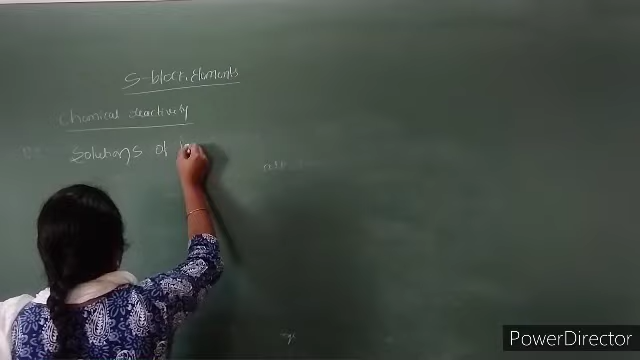 S-block Elements
Chemical reactivity
Solutions of
PowerDirector